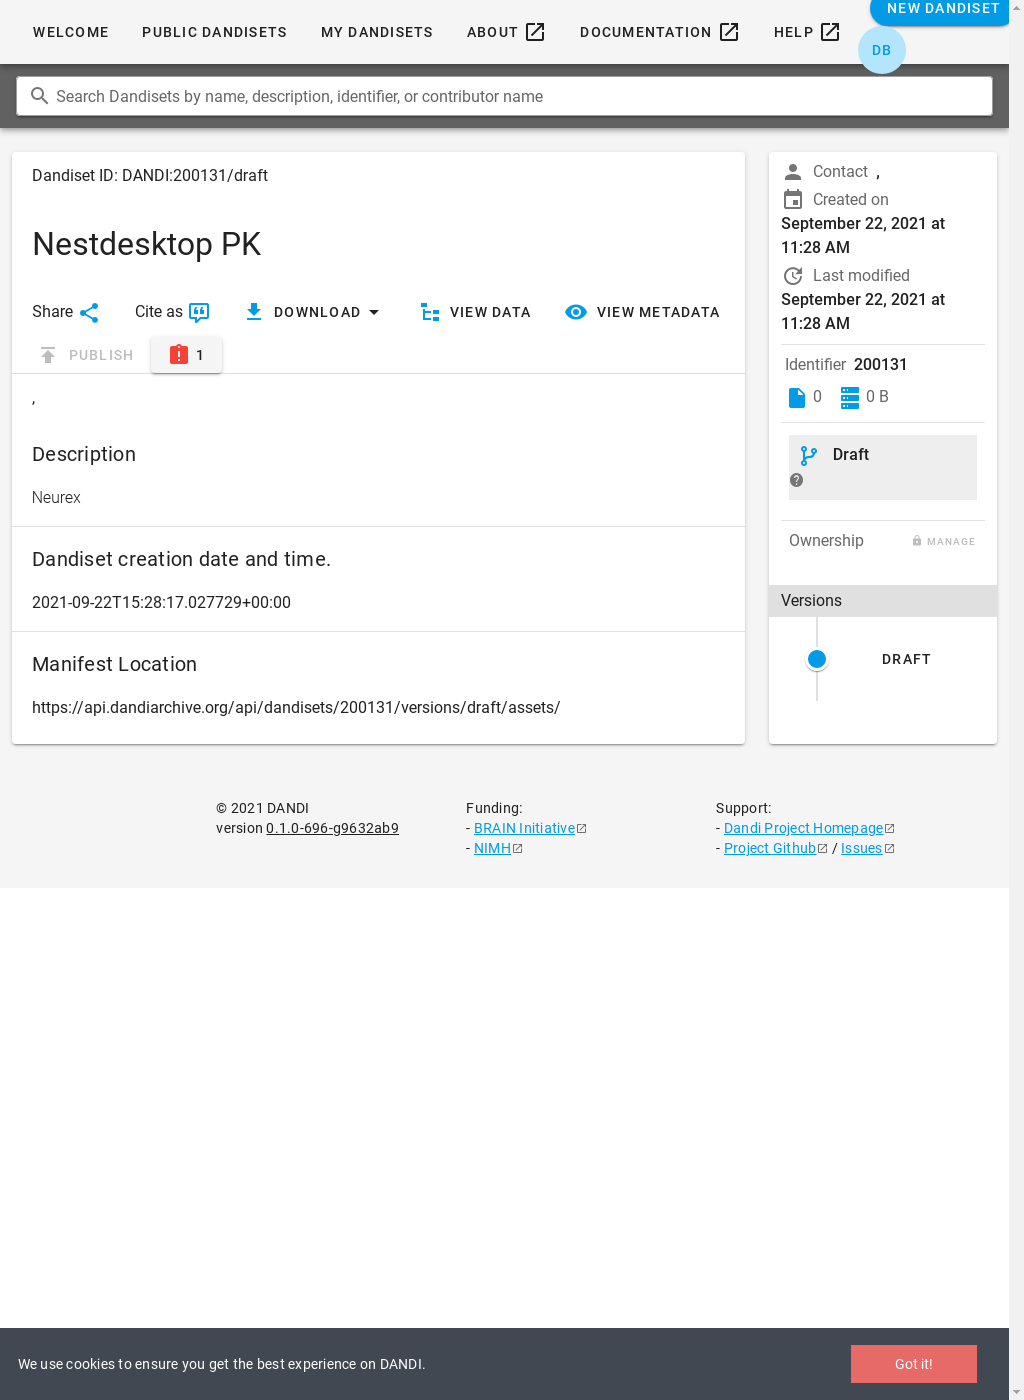 WELCOME
PUBLIC DANDISETS
MY DANDISETS
ABOUT
DOCUMENTATION
HELP
NEW DANDISET
DB
Search Dandisets by name, description, identifier, or contributor name
Dandiset ID: DANDI:200131/draft
Nestdesktop PK
Share
Cite as
DOWNLOAD
VIEW DATA
VIEW METADATA
PUBLISH
1
,
Description
Neurex
Dandiset creation date and time.
2021-09-22T15:28:17.027729+00:00
Manifest Location
https://api.dandiarchive.org/api/dandisets/200131/versions/draft/assets/
Contact ,
Created on
September 22, 2021 at
11:28 AM
Last modified
September 22, 2021 at
11:28 AM
Identifier 200131
0
0 B
Draft
Ownership
MANAGE
Versions
DRAFT
© 2021 DANDI
version 0.1.0-696-g9632ab9
Funding:
- BRAIN Initiative
- NIMH
Support:
- Dandi Project Homepage
- Project Github / Issues
We use cookies to ensure you get the best experience on DANDI.
Got it!